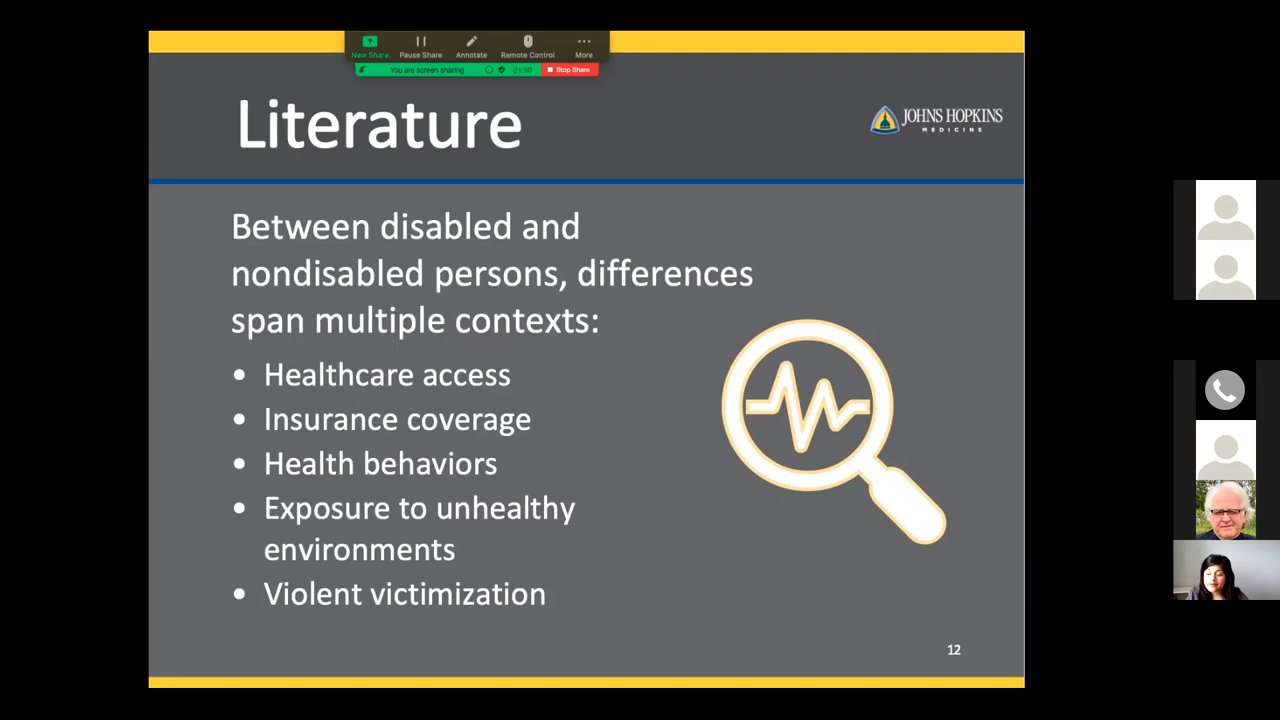 New Share Pause Share Annotate Remote Control More
You are screen sharing 21:50 Stop Share
Literature
JOHNS HOPKINS
MEDICINE
Between disabled and
nondisabled persons, differences
span multiple contexts:
• Healthcare access
• Insurance coverage
• Health behaviors
• Exposure to unhealthy
environments
• Violent victimization
12